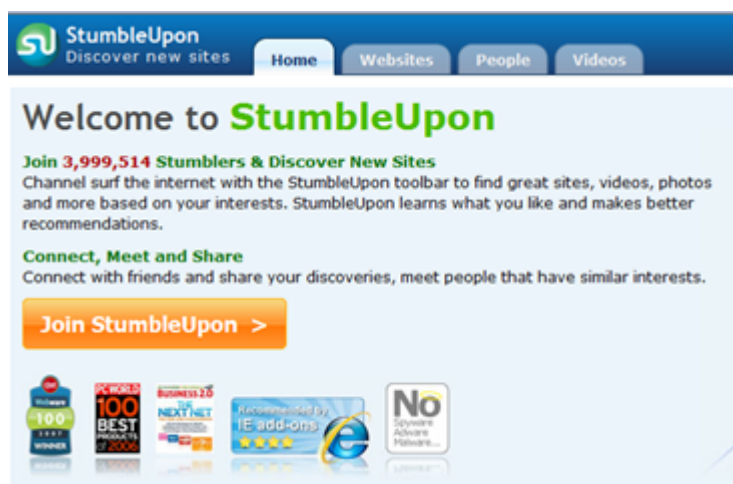 StumbleUpon
Discover new sites
Home
Websites
People
Videos
Welcome to StumbleUpon
Join 3,999,514 Stumblers & Discover New Sites
Channel surf the internet with the StumbleUpon toolbar to find great sites, videos, photos
and more based on your interests. StumbleUpon learns what you like and makes better
recommendations.
Connect, Meet and Share
Connect with friends and share your discoveries, meet people that have similar interests.
Join StumbleUpon >
Webware
100
2007
WINNER
PC WORLD
100
BEST
PRODUCTS
of 2006
BUSINESS 2.0
THE
NEXT NET
Recommended by
IE add-ons
No
Spyware
Adware
Malware...